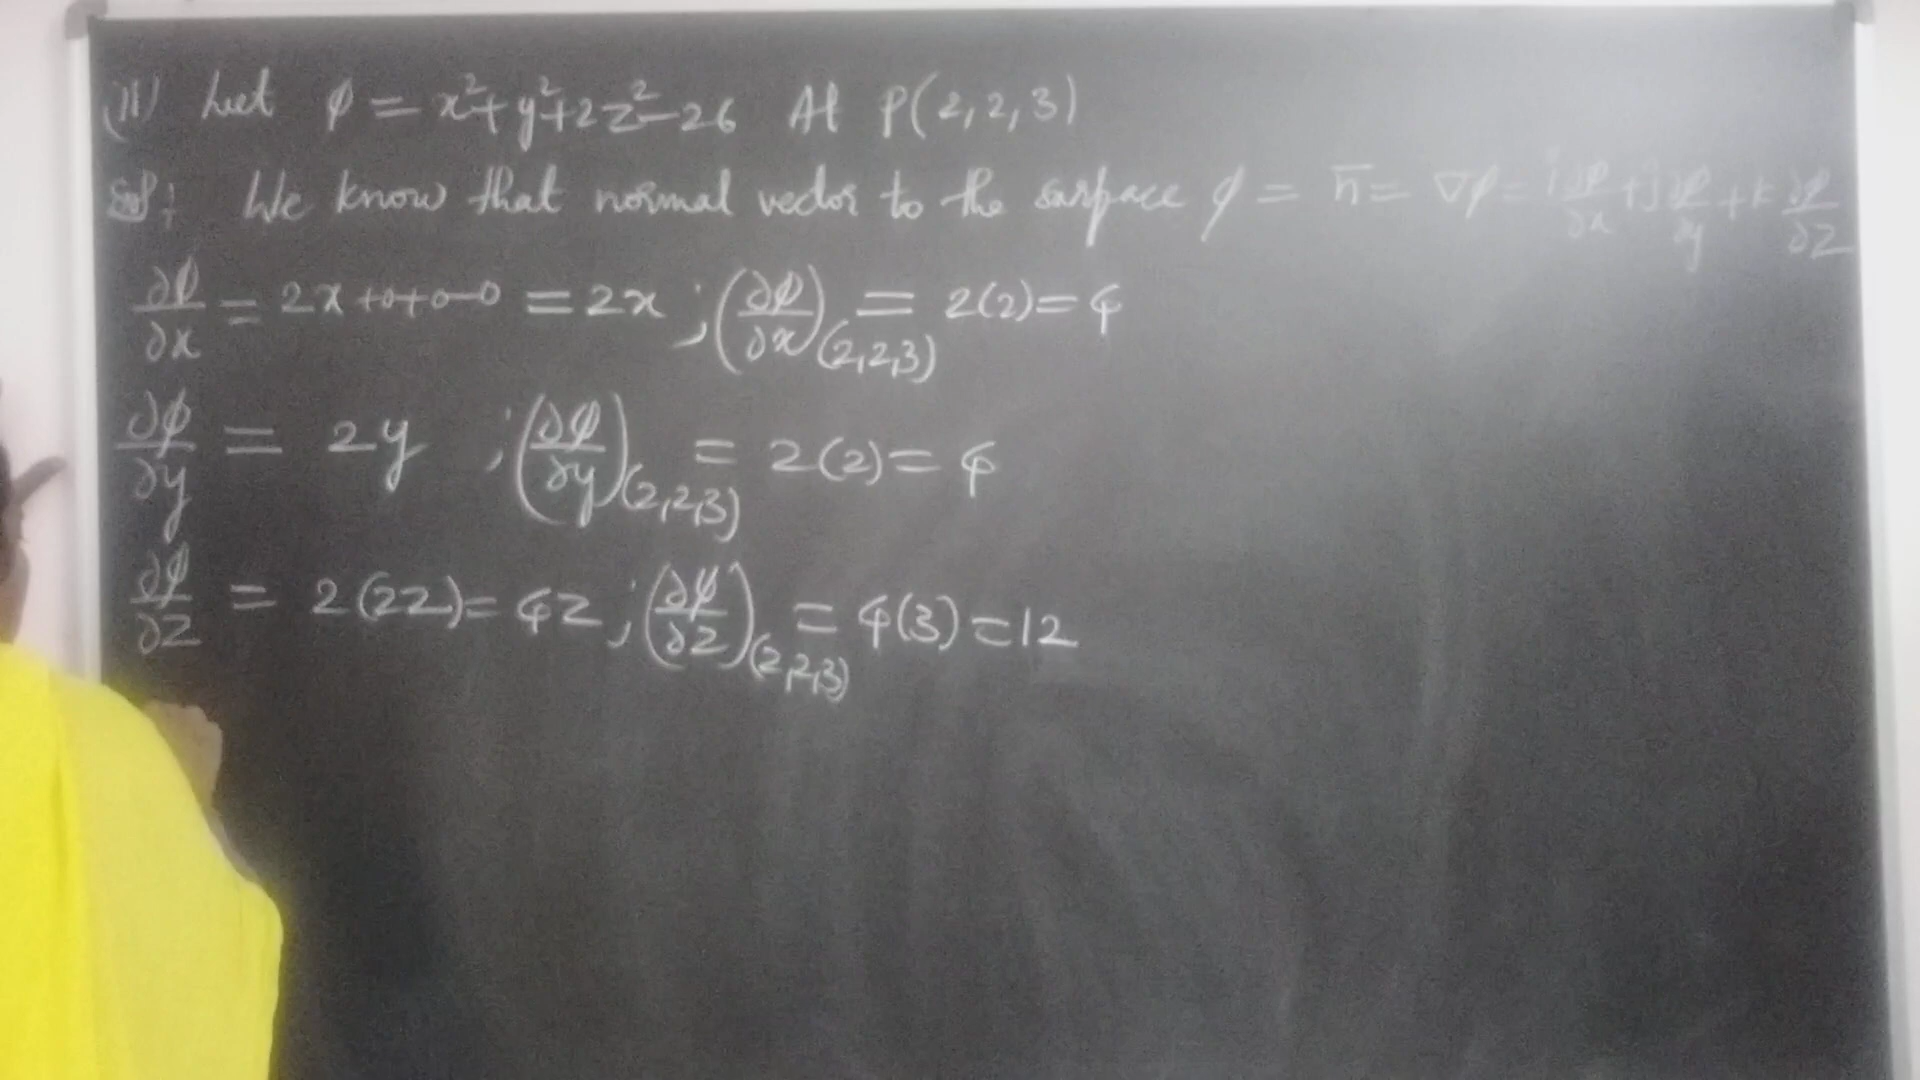 (ii) Let φ = x²+y²+2z²-26 At P(2,2,3)
Sol: We know that normal vector to the surface φ = n̄ = ∇φ = i ∂φ/∂x + j ∂φ/∂y + k ∂φ/∂z
∂φ/∂x = 2x+0+0-0 = 2x ; (∂φ/∂x)(2,2,3) = 2(2) = 4
∂φ/∂y = 2y ; (∂φ/∂y)(2,2,3) = 2(2) = 4
∂φ/∂z = 2(2z) = 4z ; (∂φ/∂z)(2,2,3) = 4(3) = 12